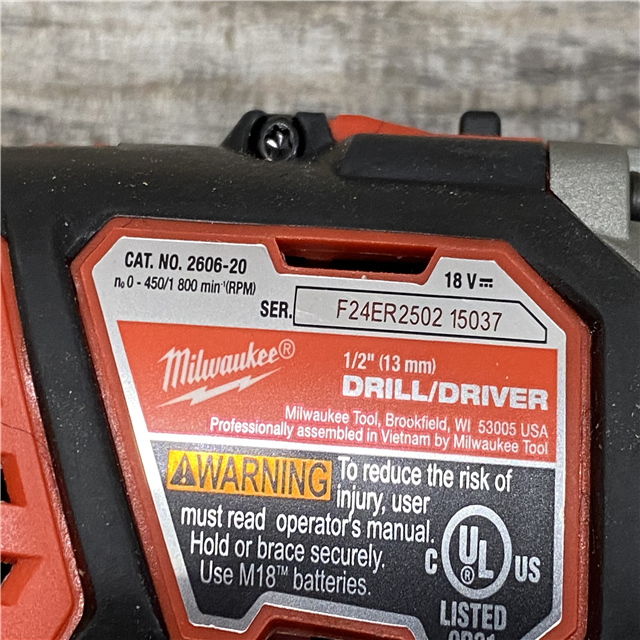 CAT. NO. 2606-20
18 V⎓
n₀ 0 - 450/1 800 min⁻¹(RPM)
SER. F24ER2502 15037
Milwaukee®
1/2" (13 mm)
DRILL/DRIVER
Milwaukee Tool, Brookfield, WI 53005 USA
Professionally assembled in Vietnam by Milwaukee Tool
⚠WARNING To reduce the risk of
injury, user
must read operator's manual.
Hold or brace securely.
Use M18™ batteries.
C UL® US
LISTED